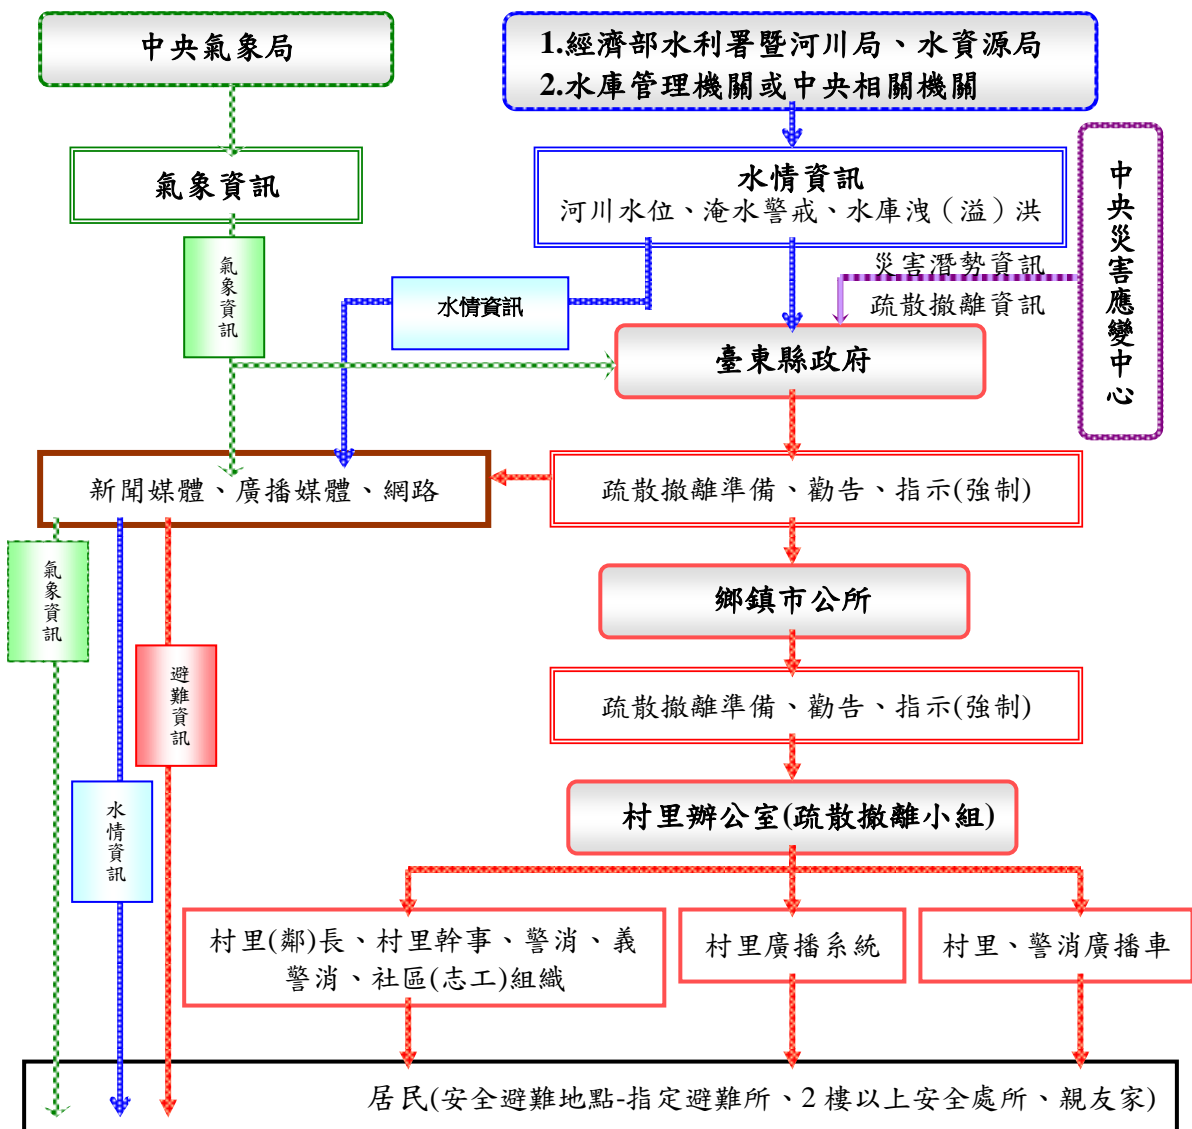 中央氣象局
1.經濟部水利署暨河川局、水資源局
2.水庫管理機關或中央相關機關
氣象資訊
水情資訊
河川水位、淹水警戒、水庫洩（溢）洪
中央災害應變中心
氣象資訊
水情資訊
災害潛勢資訊
疏散撤離資訊
臺東縣政府
新聞媒體、廣播媒體、網路
疏散撤離準備、勸告、指示(強制)
氣象資訊
鄉鎮市公所
避難資訊
疏散撤離準備、勸告、指示(強制)
水情資訊
村里辦公室(疏散撤離小組)
村里(鄰)長、村里幹事、警消、義
警消、社區(志工)組織
村里廣播系統
村里、警消廣播車
居民(安全避難地點-指定避難所、2 樓以上安全處所、親友家)